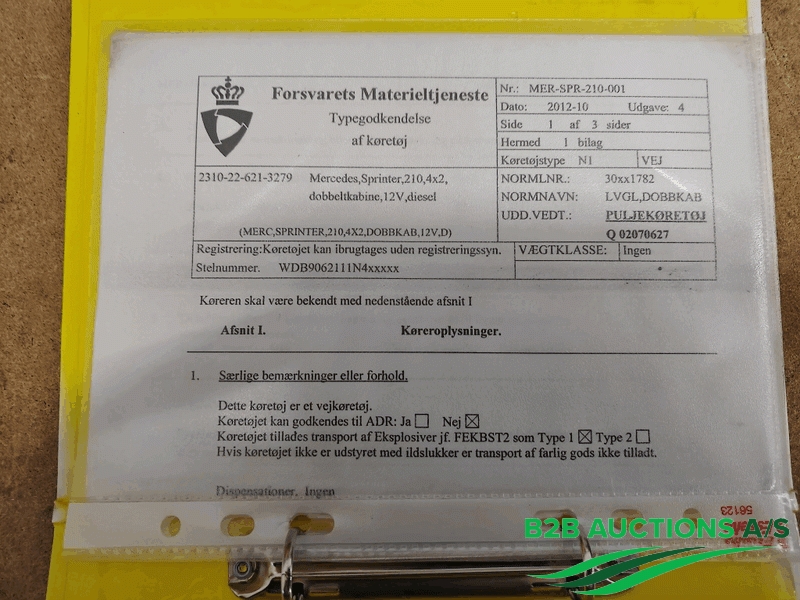 Forsvarets Materieltjeneste
Typegodkendelse
af køretøj
Nr.: MER-SPR-210-001
Dato: 2012-10 Udgave: 4
Side 1 af 3 sider
Hermed 1 bilag
Køretøjstype N1 VEJ
2310-22-621-3279 Mercedes,Sprinter,210,4x2,
dobbeltkabine,12V,diesel
(MERC,SPRINTER,210,4X2,DOBBKAB,12V,D)
NORMLNR.: 30xx1782
NORMNAVN: LVGL,DOBBKAB
UDD.VEDT.: PULJEKØRETØJ
Q 02070627
Registrering:Køretøjet kan ibrugtages uden registreringssyn.
VÆGTKLASSE: Ingen
Stelnummer. WDB9062111N4xxxxx
Køreren skal være bekendt med nedenstående afsnit I
Afsnit I. Køreroplysninger.
1. Særlige bemærkninger eller forhold.
Dette køretøj er et vejkøretøj.
Køretøjet kan godkendes til ADR: Ja ☐ Nej ☒
Køretøjet tillades transport af Eksplosiver jf. FEKBST2 som Type 1 ☒ Type 2 ☐
Hvis køretøjet ikke er udstyret med ildslukker er transport af farlig gods ikke tilladt.
Dispensationer. Ingen
56123
B2B AUCTIONS A/S